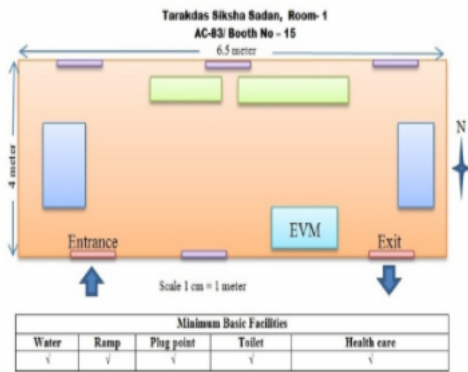 Tarakdas Siksha Sadan, Room- 1
AC-83/ Booth No – 15
6.5 meter
4 meter
N
EVM
Entrance
Exit
Scale 1 cm = 1 meter
Minimum Basic Facilities
Water Ramp Plug point Toilet Health care
√ √ √ √ √